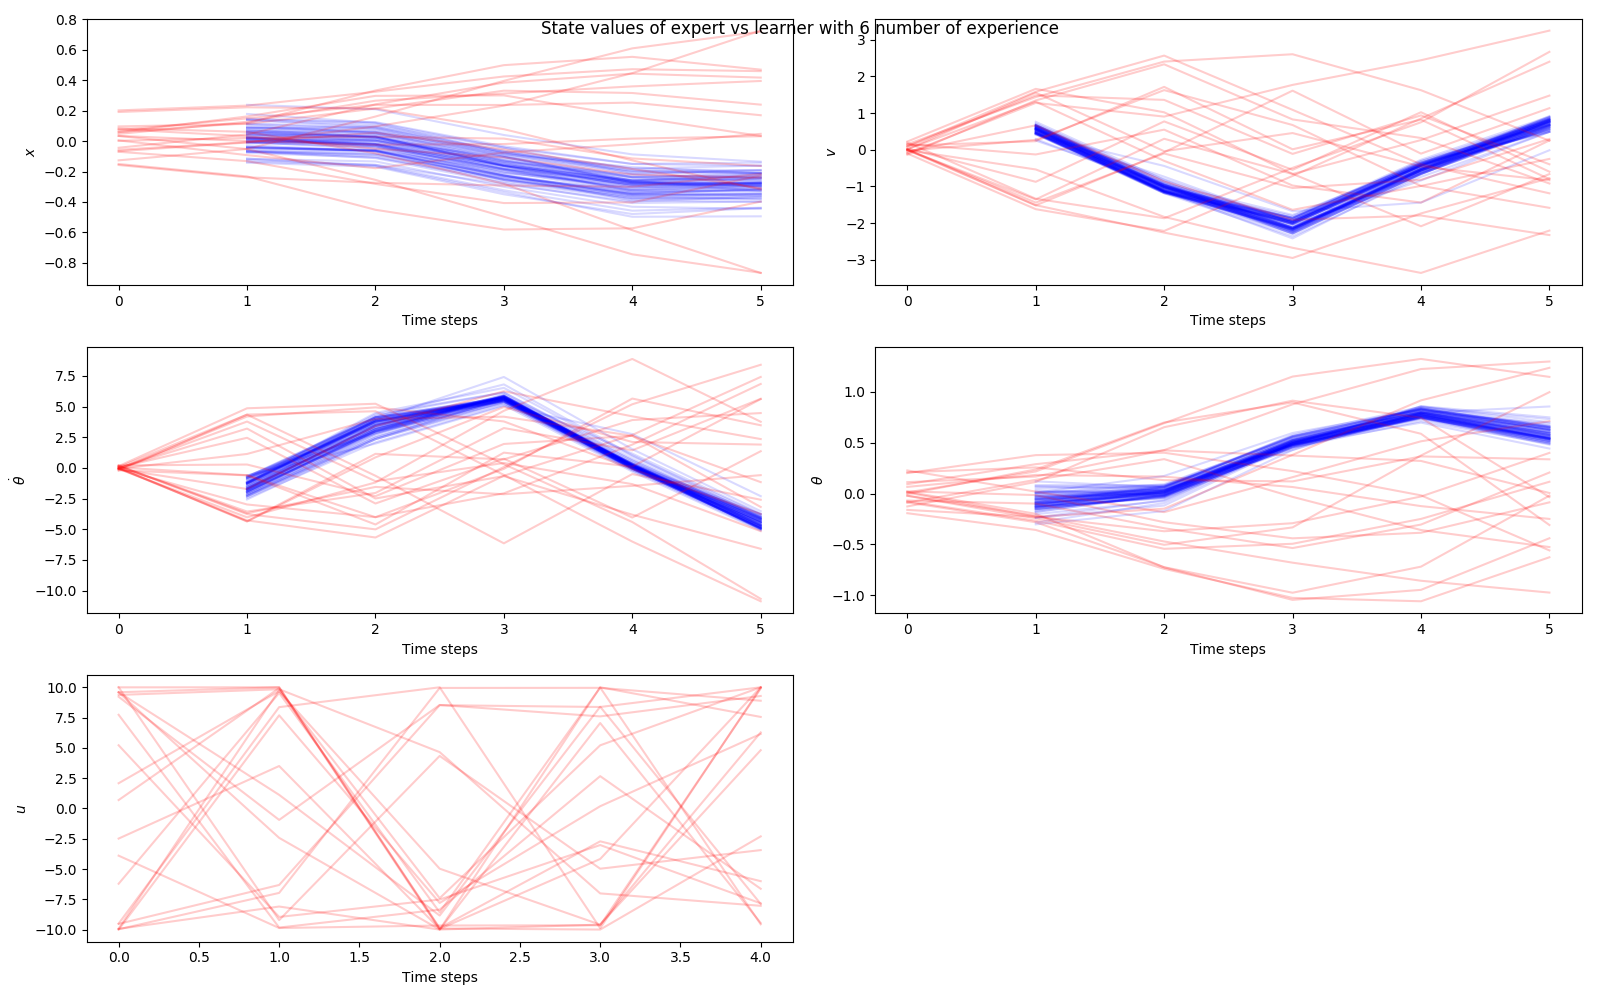 State values of expert vs learner with 6 number of experience
0.8
0.6
0.4
0.2
0.0
−0.2
−0.4
−0.6
−0.8
x
0 1 2 3 4 5
Time steps
3
2
1
0
−1
−2
−3
v
0 1 2 3 4 5
Time steps
7.5
5.0
2.5
0.0
−2.5
−5.0
−7.5
−10.0
θ̇
0 1 2 3 4 5
Time steps
1.0
0.5
0.0
−0.5
−1.0
θ
0 1 2 3 4 5
Time steps
10.0
7.5
5.0
2.5
0.0
−2.5
−5.0
−7.5
−10.0
u
0.0 0.5 1.0 1.5 2.0 2.5 3.0 3.5 4.0
Time steps